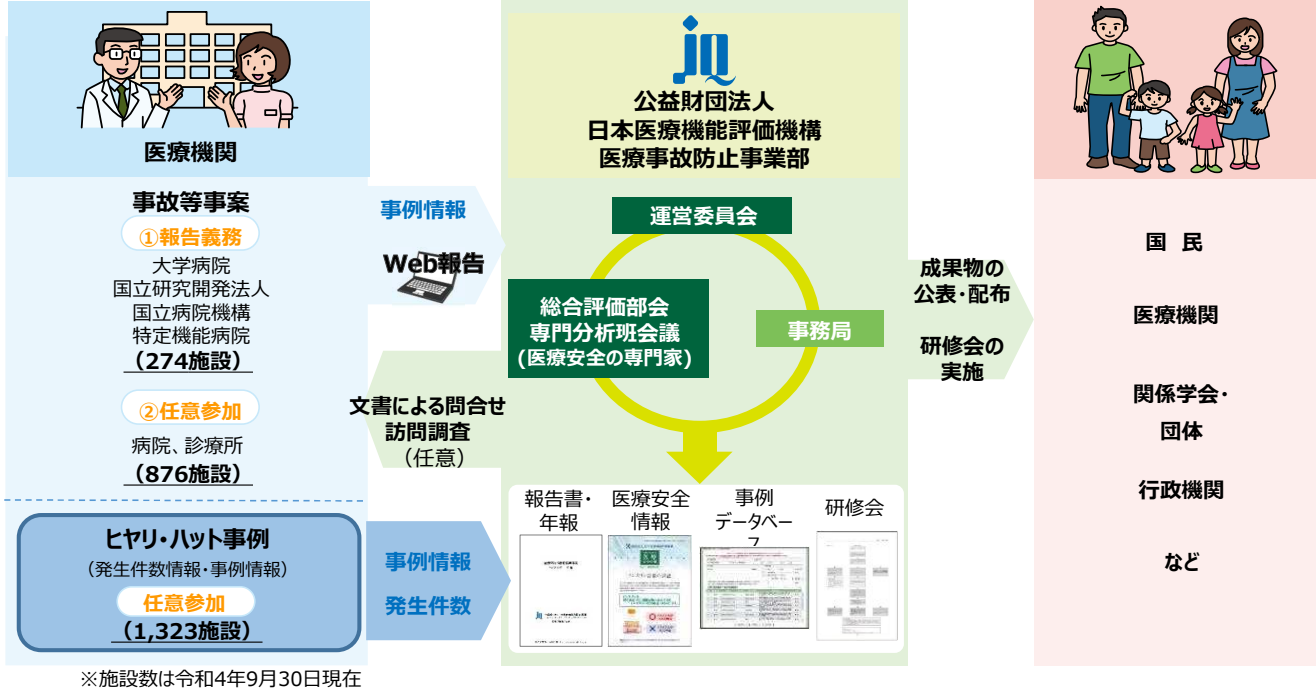 医療機関
事故等事案
①報告義務
大学病院
国立研究開発法人
国立病院機構
特定機能病院
(274施設)
②任意参加
病院、診療所
(876施設)
ヒヤリ・ハット事例
(発生件数情報・事例情報)
任意参加
(1,323施設)
※施設数は令和4年9月30日現在
事例情報
Web報告
文書による問合せ
訪問調査
(任意)
事例情報
発生件数
jq
公益財団法人
日本医療機能評価機構
医療事故防止事業部
運営委員会
総合評価部会
専門分析班会議
(医療安全の専門家)
事務局
報告書・
年報
医療安全
情報
事例
データベー
研修会
成果物の
公表・配布
研修会の
実施
国 民
医療機関
関係学会・
団体
行政機関
など